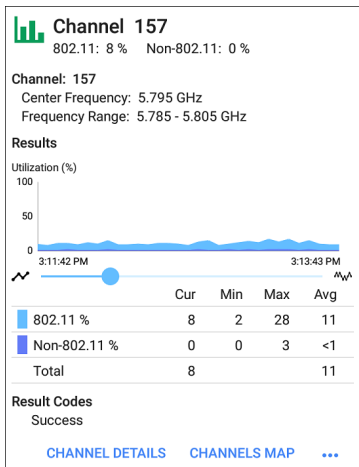 Channel 157
802.11: 8 % Non-802.11: 0 %
Channel: 157
Center Frequency: 5.795 GHz
Frequency Range: 5.785 - 5.805 GHz
Results
Utilization (%)
100
50
0
3:11:42 PM 3:13:43 PM
Cur Min Max Avg
802.11 % 8 2 28 11
Non-802.11 % 0 0 3 <1
Total 8 11
Result Codes
Success
CHANNEL DETAILS CHANNELS MAP